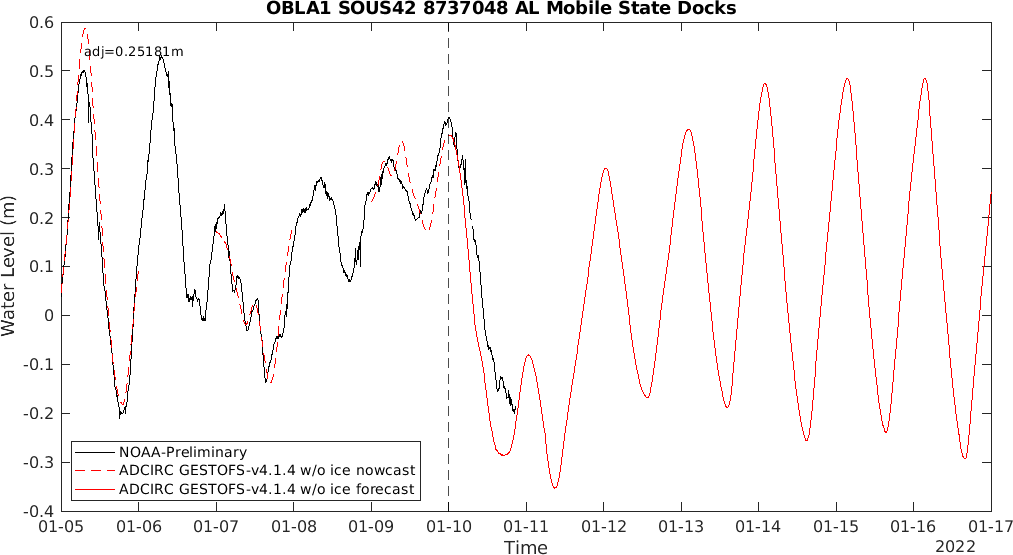 OBLA1 SOUS42 8737048 AL Mobile State Docks
adj=0.25181m
Water Level (m)
0.6
0.5
0.4
0.3
0.2
0.1
0
-0.1
-0.2
-0.3
-0.4
NOAA-Preliminary
ADCIRC GESTOFS-v4.1.4 w/o ice nowcast
ADCIRC GESTOFS-v4.1.4 w/o ice forecast
01-05 01-06 01-07 01-08 01-09 01-10 01-11 01-12 01-13 01-14 01-15 01-16 01-17
Time
2022